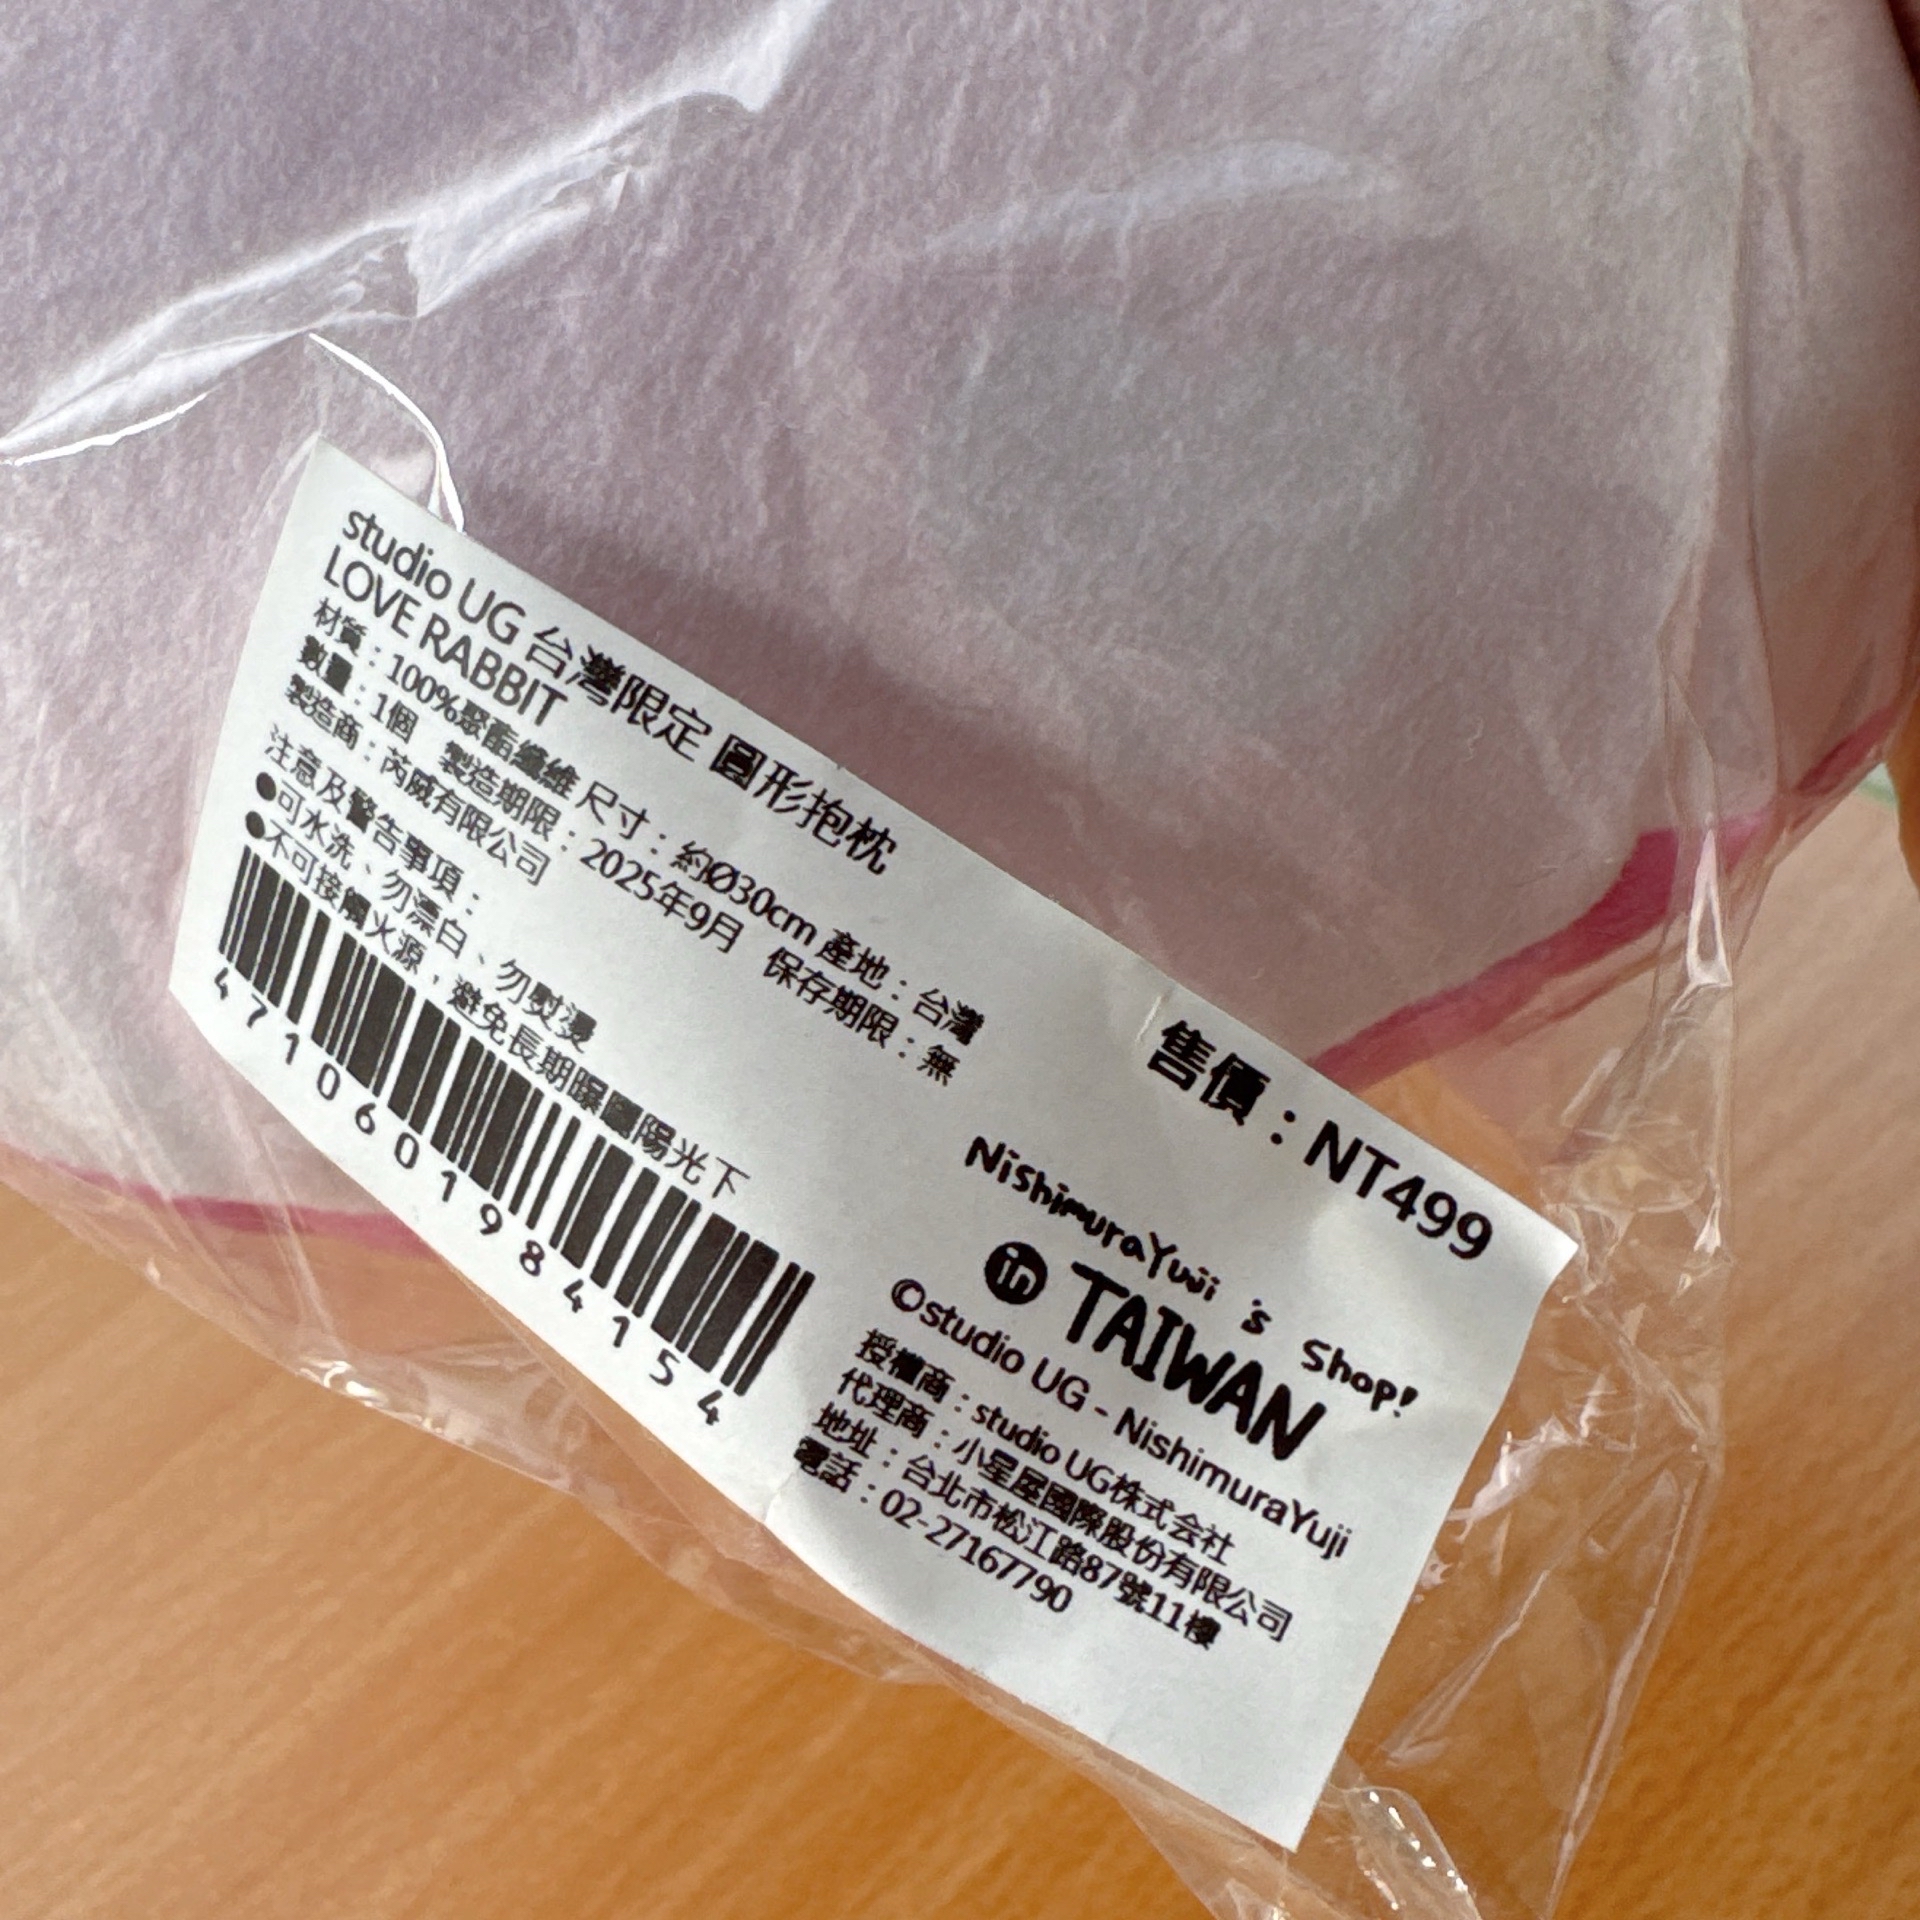 studio UG 台灣限定 圓形抱枕
LOVE RABBIT
材質：100%聚酯纖維 尺寸：約Ø30cm 產地：台灣
數量：1個 製造期限：2025年9月 保存期限：無
製造商：芮威有限公司
注意及警告事項：
●可水洗、勿漂白、勿熨燙
●不可接觸火源，避免長期曝曬陽光下
4710601984154
售價：NT499
NishimuraYuji's Shop!
in TAIWAN
©studio UG - NishimuraYuji
授權商：studio UG株式会社
代理商：小星屋國際股份有限公司
地址：台北市松江路87號11樓
電話：02-27167790